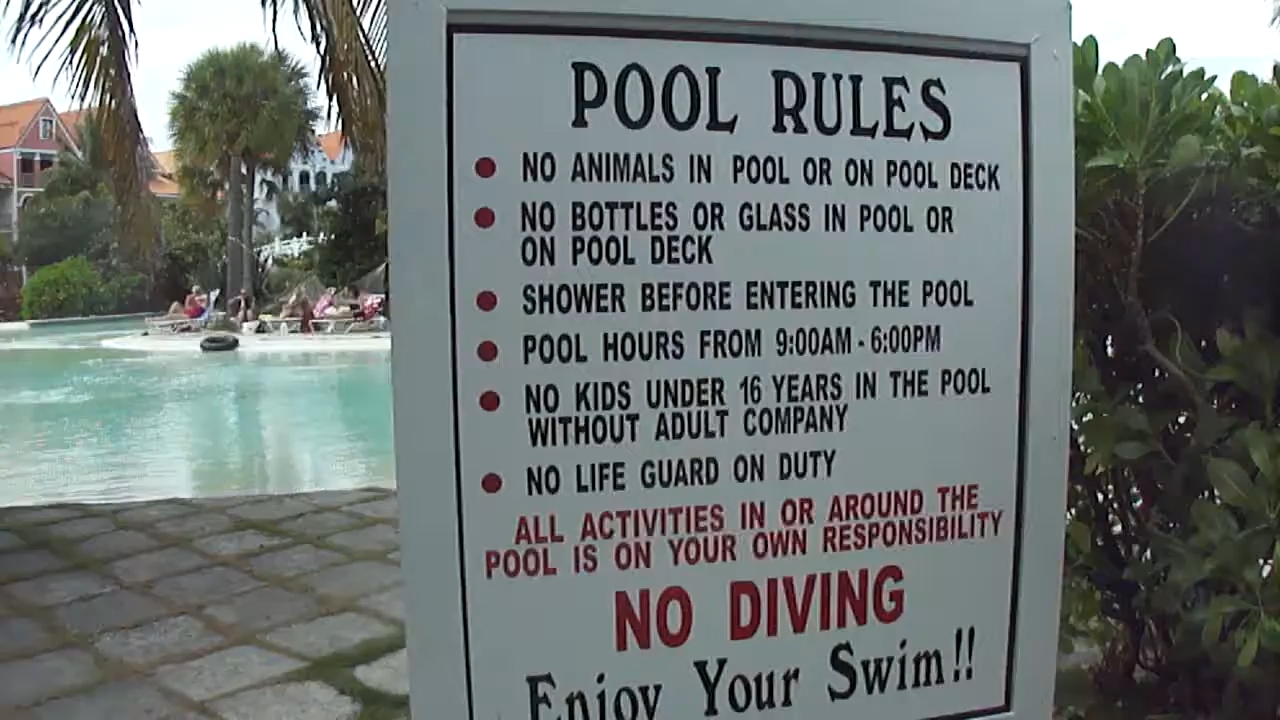 POOL RULES
NO ANIMALS IN POOL OR ON POOL DECK
NO BOTTLES OR GLASS IN POOL OR
ON POOL DECK
SHOWER BEFORE ENTERING THE POOL
POOL HOURS FROM 9:00AM - 6:00PM
NO KIDS UNDER 16 YEARS IN THE POOL
WITHOUT ADULT COMPANY
NO LIFE GUARD ON DUTY
ALL ACTIVITIES IN OR AROUND THE
POOL IS ON YOUR OWN RESPONSIBILITY
NO DIVING
Enjoy Your Swim!!